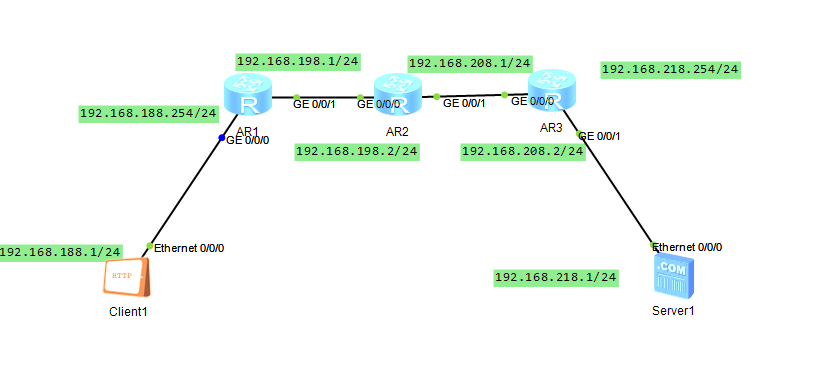 192.168.198.1/24
192.168.208.1/24
192.168.218.254/24
192.168.188.254/24
R
R
R
GE 0/0/1
GE 0/0/0
GE 0/0/1
GE 0/0/0
AR1
AR2
AR3
GE 0/0/0
GE 0/0/1
192.168.198.2/24
192.168.208.2/24
192.168.188.1/24
Ethernet 0/0/0
Ethernet 0/0/0
HTTP
.COM
192.168.218.1/24
Client1
Server1